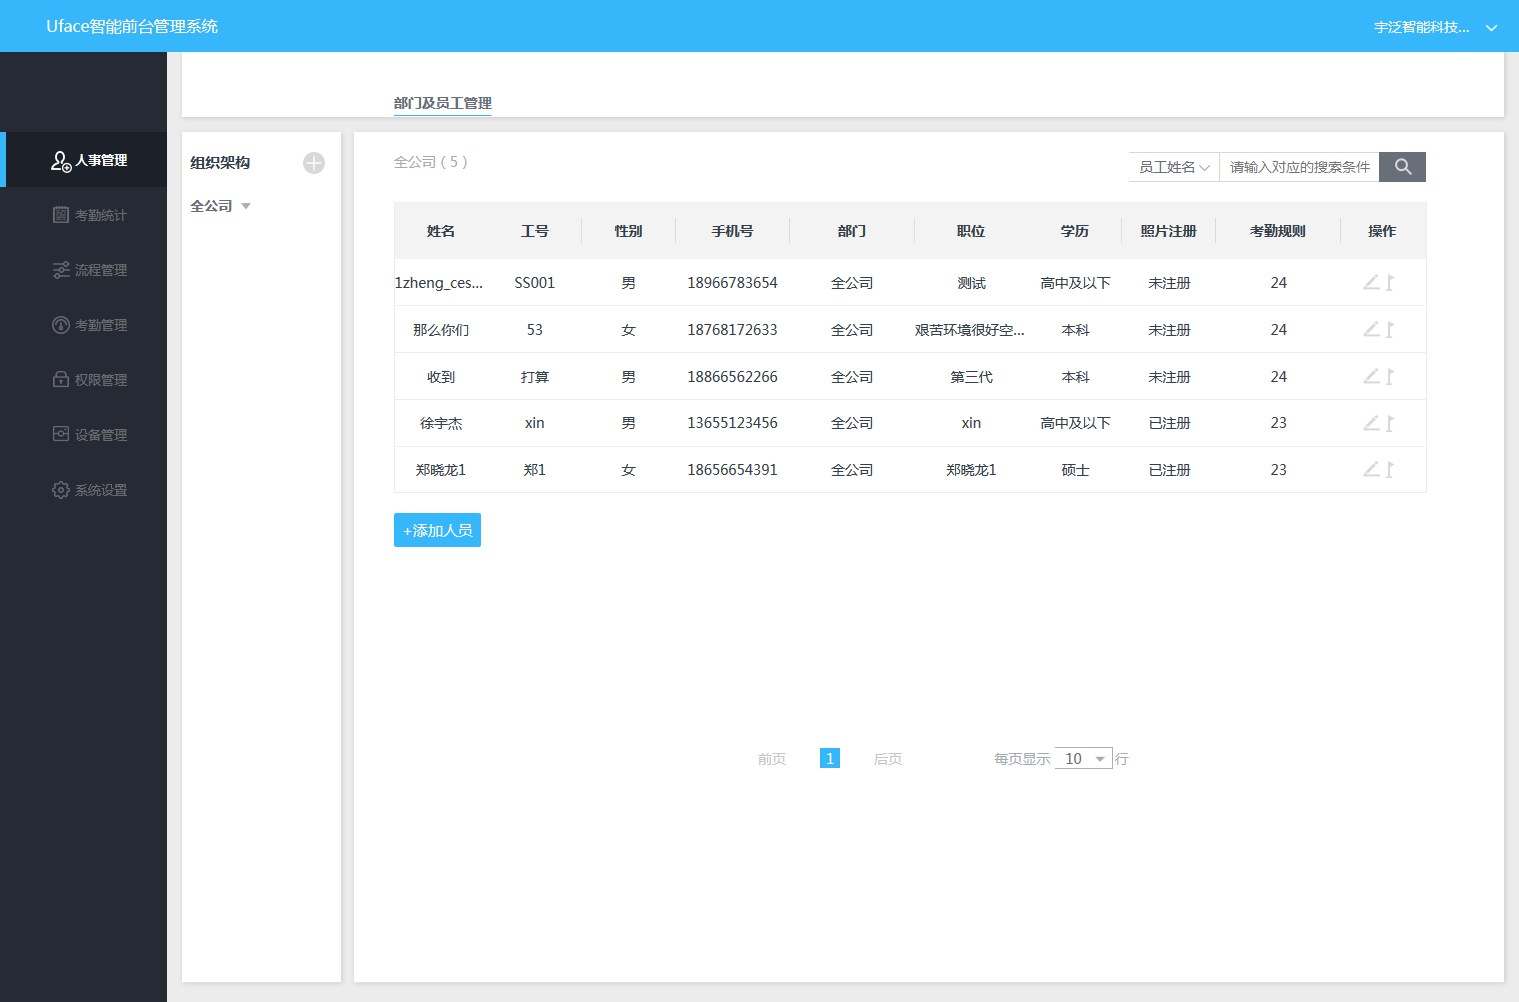 Uface智能前台管理系统
宇泛智能科技...
部门及员工管理
人事管理
考勤统计
流程管理
考勤管理
权限管理
设备管理
系统设置
组织架构
全公司
全公司 ( 5 )
员工姓名 请输入对应的搜索条件
姓名 工号 性别 手机号 部门 职位 学历 照片注册 考勤规则 操作
1zheng_ces... SS001 男 18966783654 全公司 测试 高中及以下 未注册 24
那么你们 53 女 18768172633 全公司 艰苦环境很好空... 本科 未注册 24
收到 打算 男 18866562266 全公司 第三代 本科 未注册 24
徐宇杰 xin 男 13655123456 全公司 xin 高中及以下 已注册 23
郑晓龙1 郑1 女 18656654391 全公司 郑晓龙1 硕士 已注册 23
+添加人员
前页 1 后页 每页显示 10 行